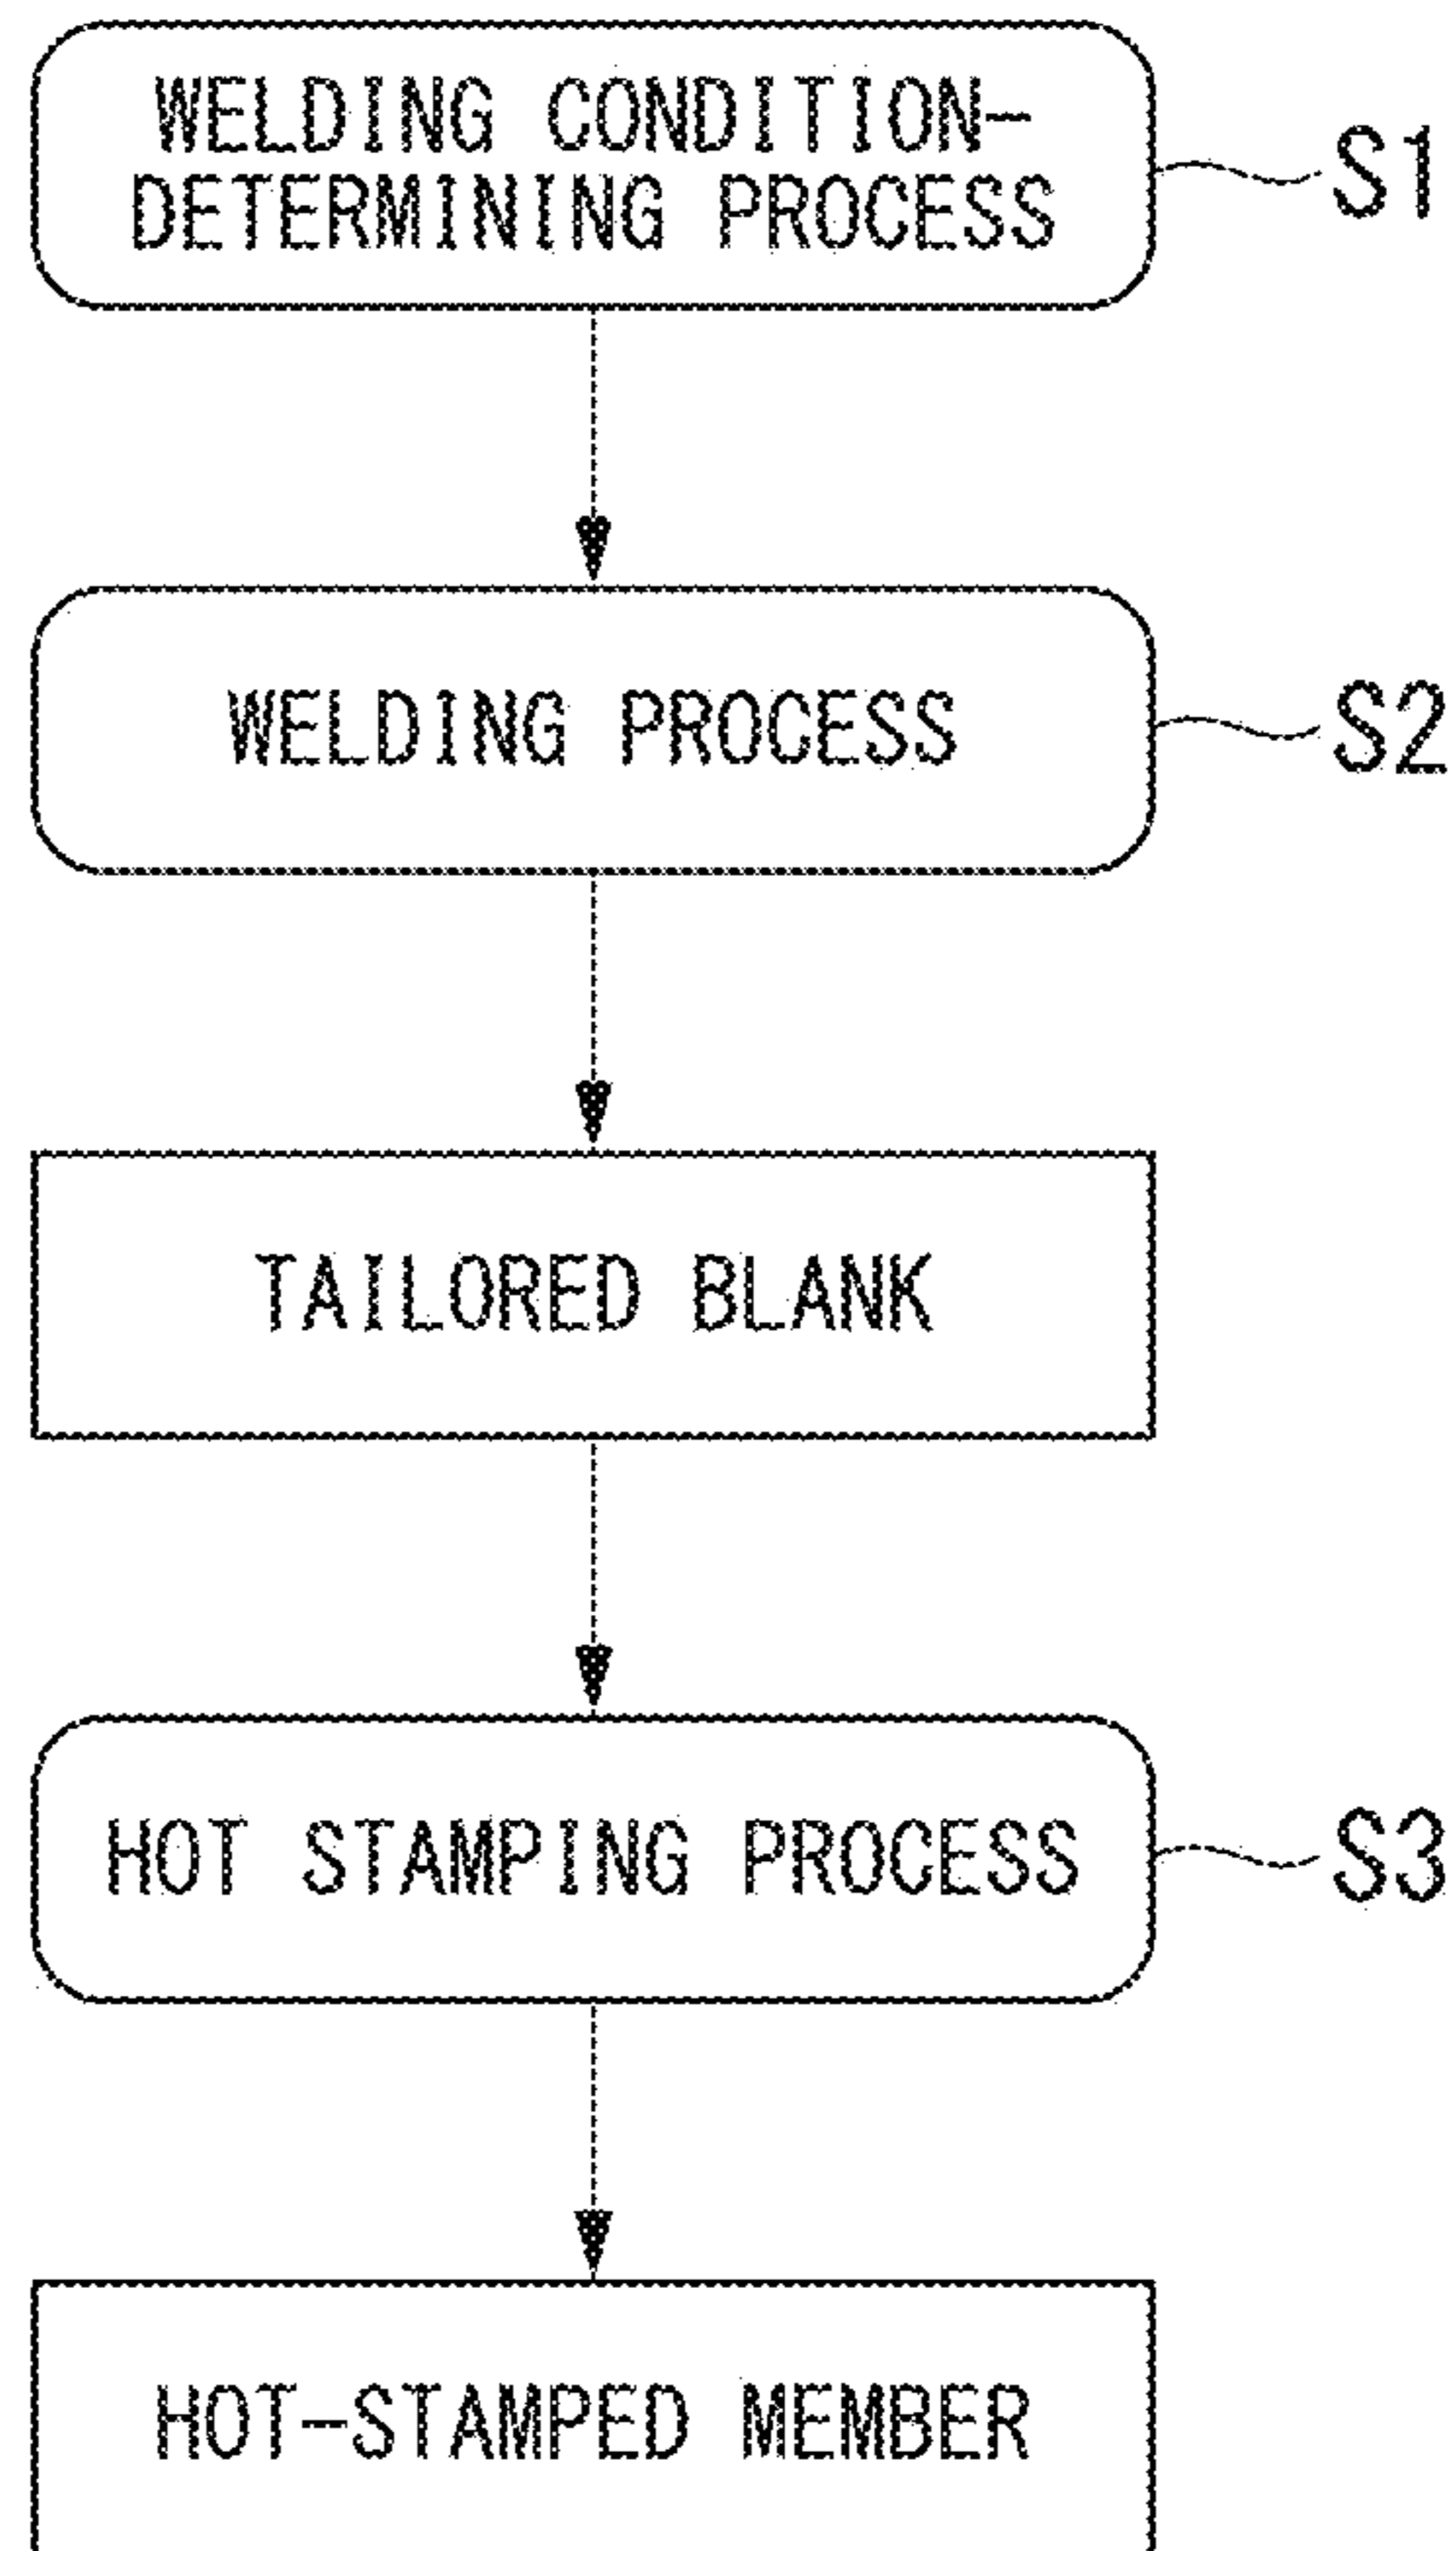 WELDING CONDITION-
DETERMINING PROCESS
S1
WELDING PROCESS
S2
TAILORED BLANK
HOT STAMPING PROCESS
S3
HOT-STAMPED MEMBER